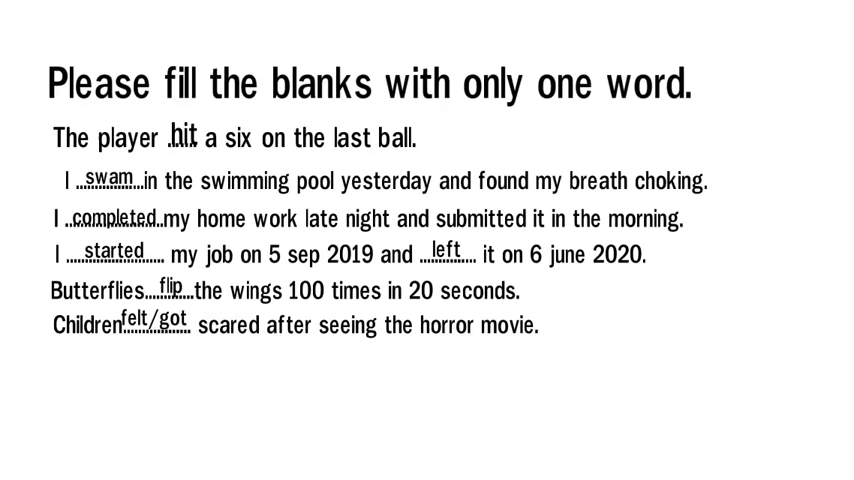 Please fill the blanks with only one word.
The player ..hit.. a six on the last ball.
I ...swam...in the swimming pool yesterday and found my breath choking.
I ..completed..my home work late night and submitted it in the morning.
I .....started..... my job on 5 sep 2019 and ....left.... it on 6 june 2020.
Butterflies....flip...the wings 100 times in 20 seconds.
Childrenfelt/got. scared after seeing the horror movie.